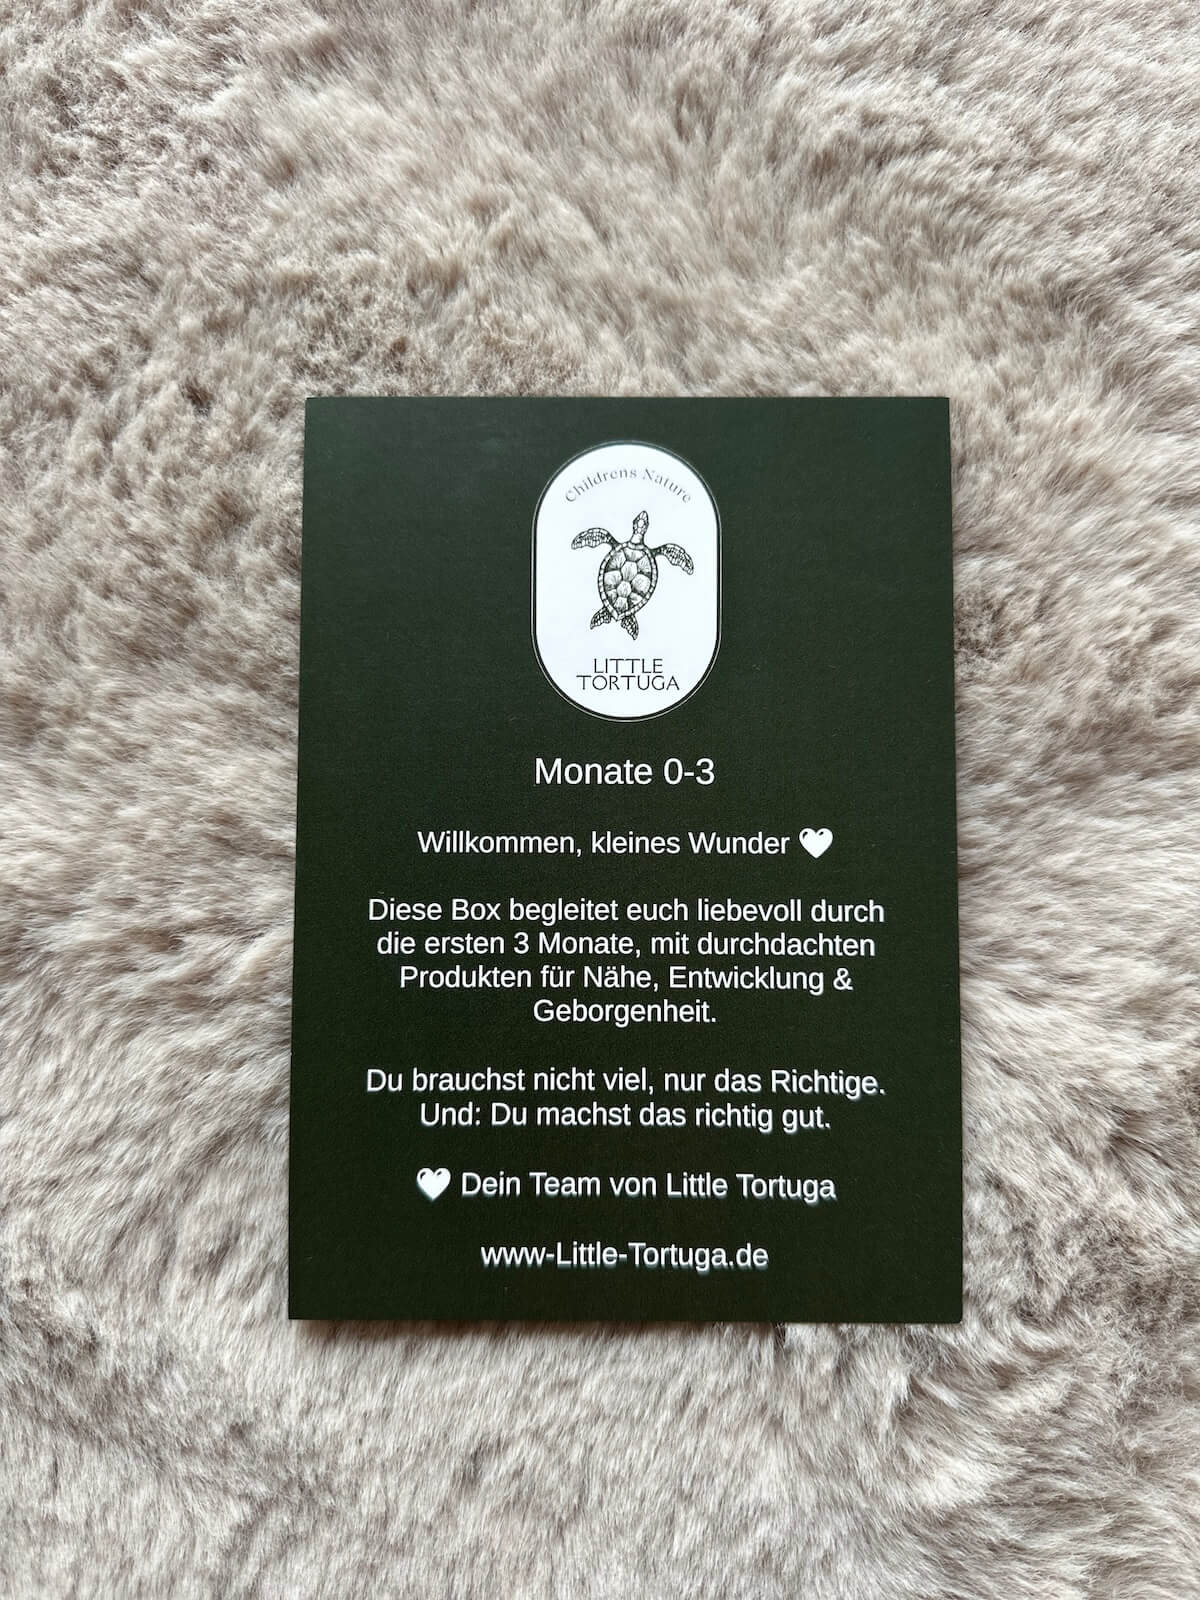 Childrens Nature
LITTLE
TORTUGA
Monate 0-3
Willkommen, kleines Wunder 🤍
Diese Box begleitet euch liebevoll durch
die ersten 3 Monate, mit durchdachten
Produkten für Nähe, Entwicklung &
Geborgenheit.
Du brauchst nicht viel, nur das Richtige.
Und: Du machst das richtig gut.
🤍 Dein Team von Little Tortuga
www-Little-Tortuga.de